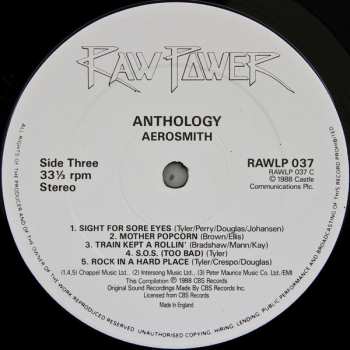 RAW POWER
ANTHOLOGY
AEROSMITH
Side Three
33⅓ rpm
Stereo
RAWLP 037
RAWLP 037 C
℗ 1988 Castle
Communications Plc.
1. SIGHT FOR SORE EYES (Tyler/Perry/Douglas/Johansen)
2. MOTHER POPCORN (Brown/Ellis)
3. TRAIN KEPT A ROLLIN' (Bradshaw/Mann/Kay)
4. S.O.S. (TOO BAD) (Tyler)
5. ROCK IN A HARD PLACE (Tyler/Crespo/Douglas)
(1,4,5) Chappel Music Ltd., (2) Intersong Music Ltd., (3) Peter Maurice Music Co. Ltd./EMI
This Compilation ℗ 1988 CBS Records
Original Sound Recordings Made By CBS Records Inc.
Licensed from CBS Records
Made in England
ALL RIGHTS OF THE PRODUCER AND OF THE OWNER OF THE WORK REPRODUCED RESERVED. UNAUTHORISED COPYING, HIRING, LENDING, PUBLIC PERFORMANCE AND BROADCASTING OF THIS RECORD PROHIBITED